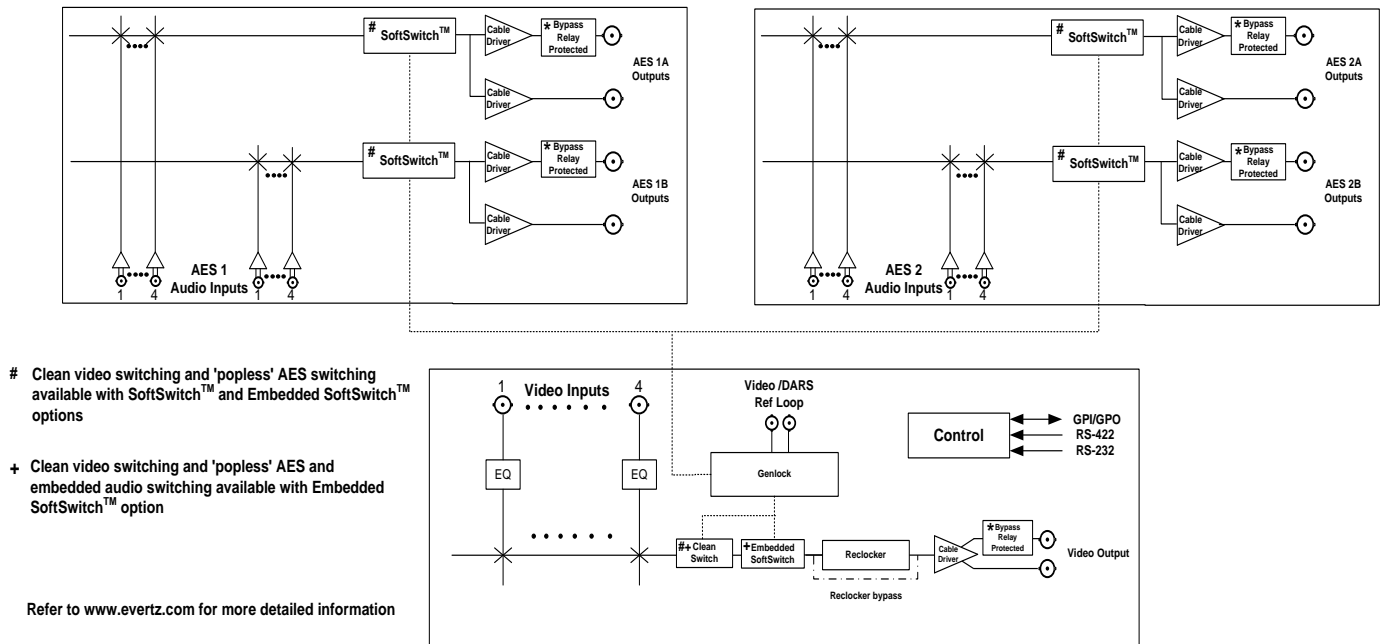 # SoftSwitch™
Cable
Driver
* Bypass
Relay
Protected
AES 1A
Outputs
Cable
Driver
# SoftSwitch™
Cable
Driver
* Bypass
Relay
Protected
AES 1B
Outputs
Cable
Driver
AES 1
Audio Inputs
1 4 1 4
# SoftSwitch™
Cable
Driver
* Bypass
Relay
Protected
AES 2A
Outputs
Cable
Driver
# SoftSwitch™
Cable
Driver
* Bypass
Relay
Protected
AES 2B
Outputs
Cable
Driver
AES 2
Audio Inputs
1 4 1 4
# Clean video switching and 'popless' AES switching
available with SoftSwitch™ and Embedded SoftSwitch™
options
+ Clean video switching and 'popless' AES and
embedded audio switching available with Embedded
SoftSwitch™ option
Refer to www.evertz.com for more detailed information
1 Video Inputs 4
EQ EQ
Video /DARS
Ref Loop
Genlock
Control
GPI/GPO
RS-422
RS-232
#+ Clean
Switch
+ Embedded
SoftSwitch
Reclocker
Reclocker bypass
Cable
Driver
* Bypass
Relay
Protected
Video Output